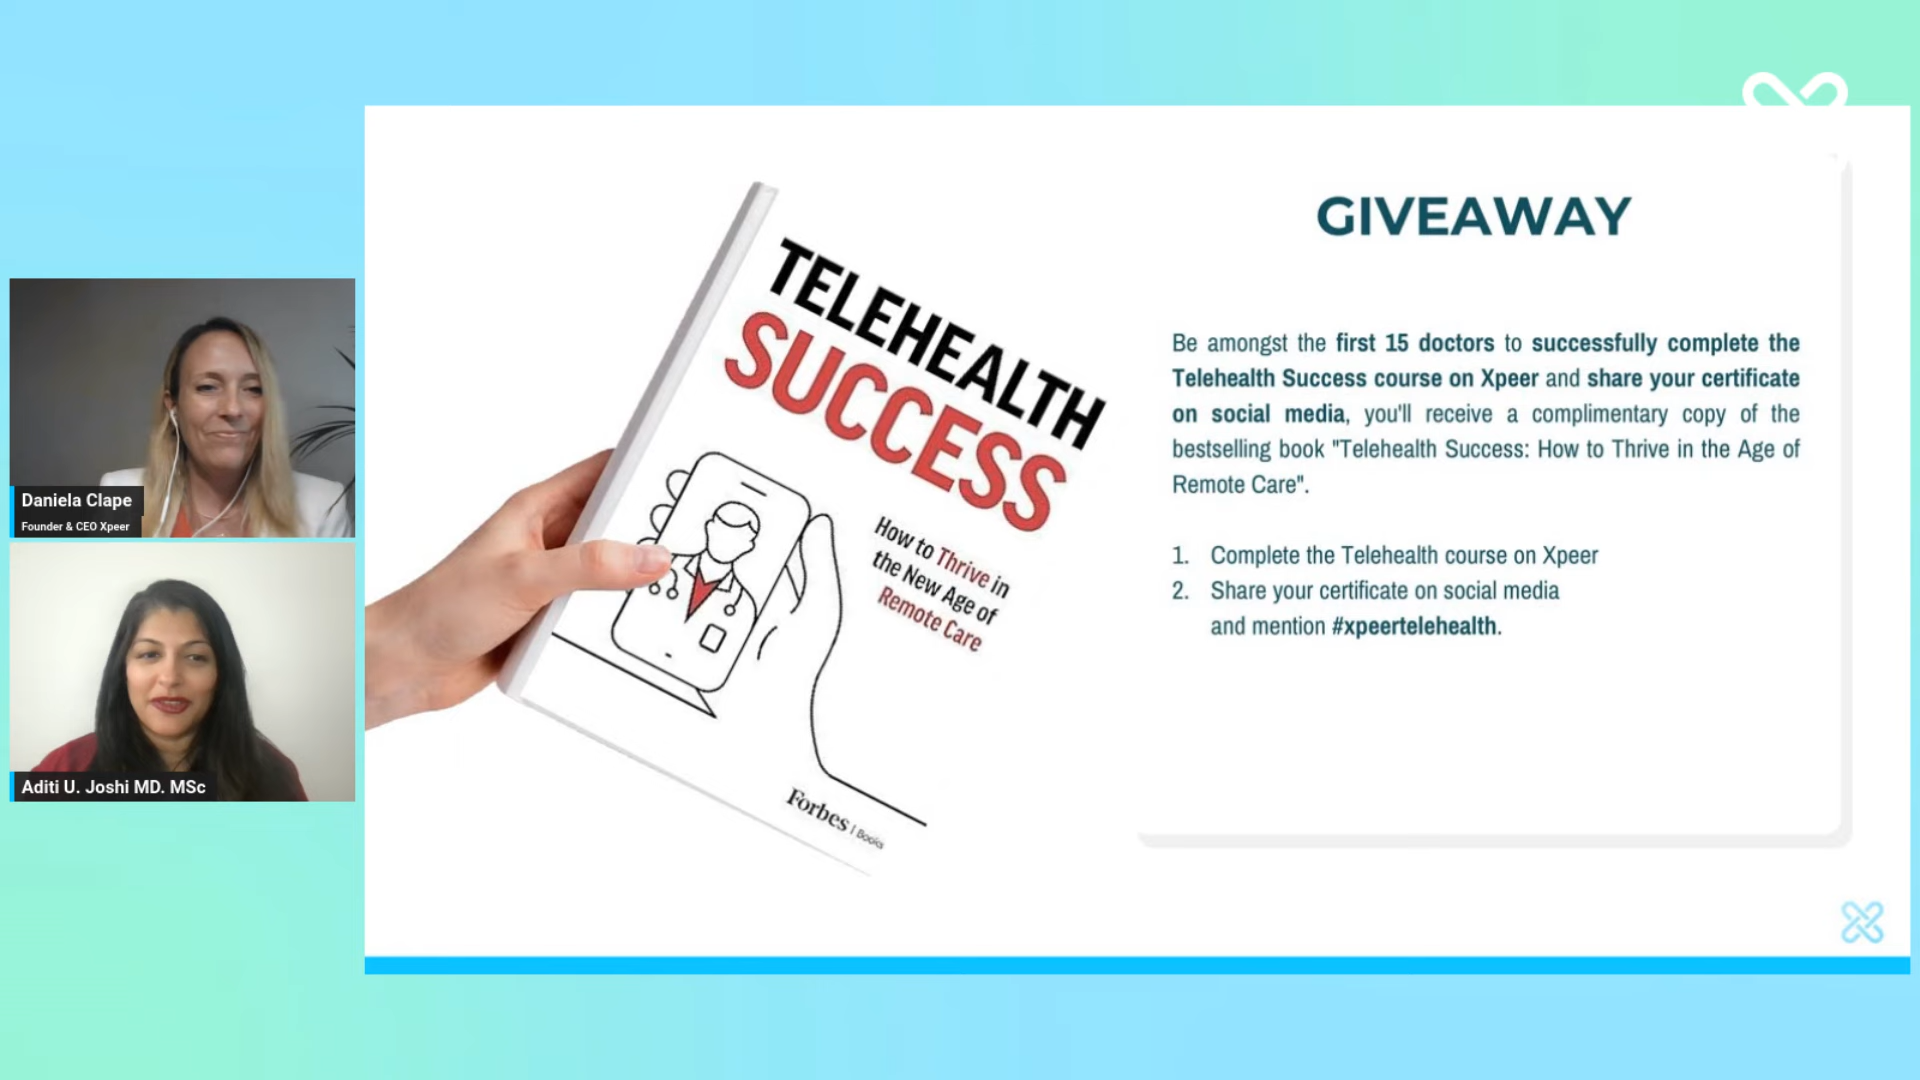 GIVEAWAY
Be amongst the first 15 doctors to successfully complete the
Telehealth Success course on Xpeer and share your certificate
on social media, you'll receive a complimentary copy of the
bestselling book "Telehealth Success: How to Thrive in the Age of
Remote Care".
1. Complete the Telehealth course on Xpeer
2. Share your certificate on social media
and mention #xpeertelehealth.
TELEHEALTH
SUCCESS
How to Thrive in
the New Age of
Remote Care
Forbes | Books
Daniela Clape
Founder & CEO Xpeer
Aditi U. Joshi MD. MSc